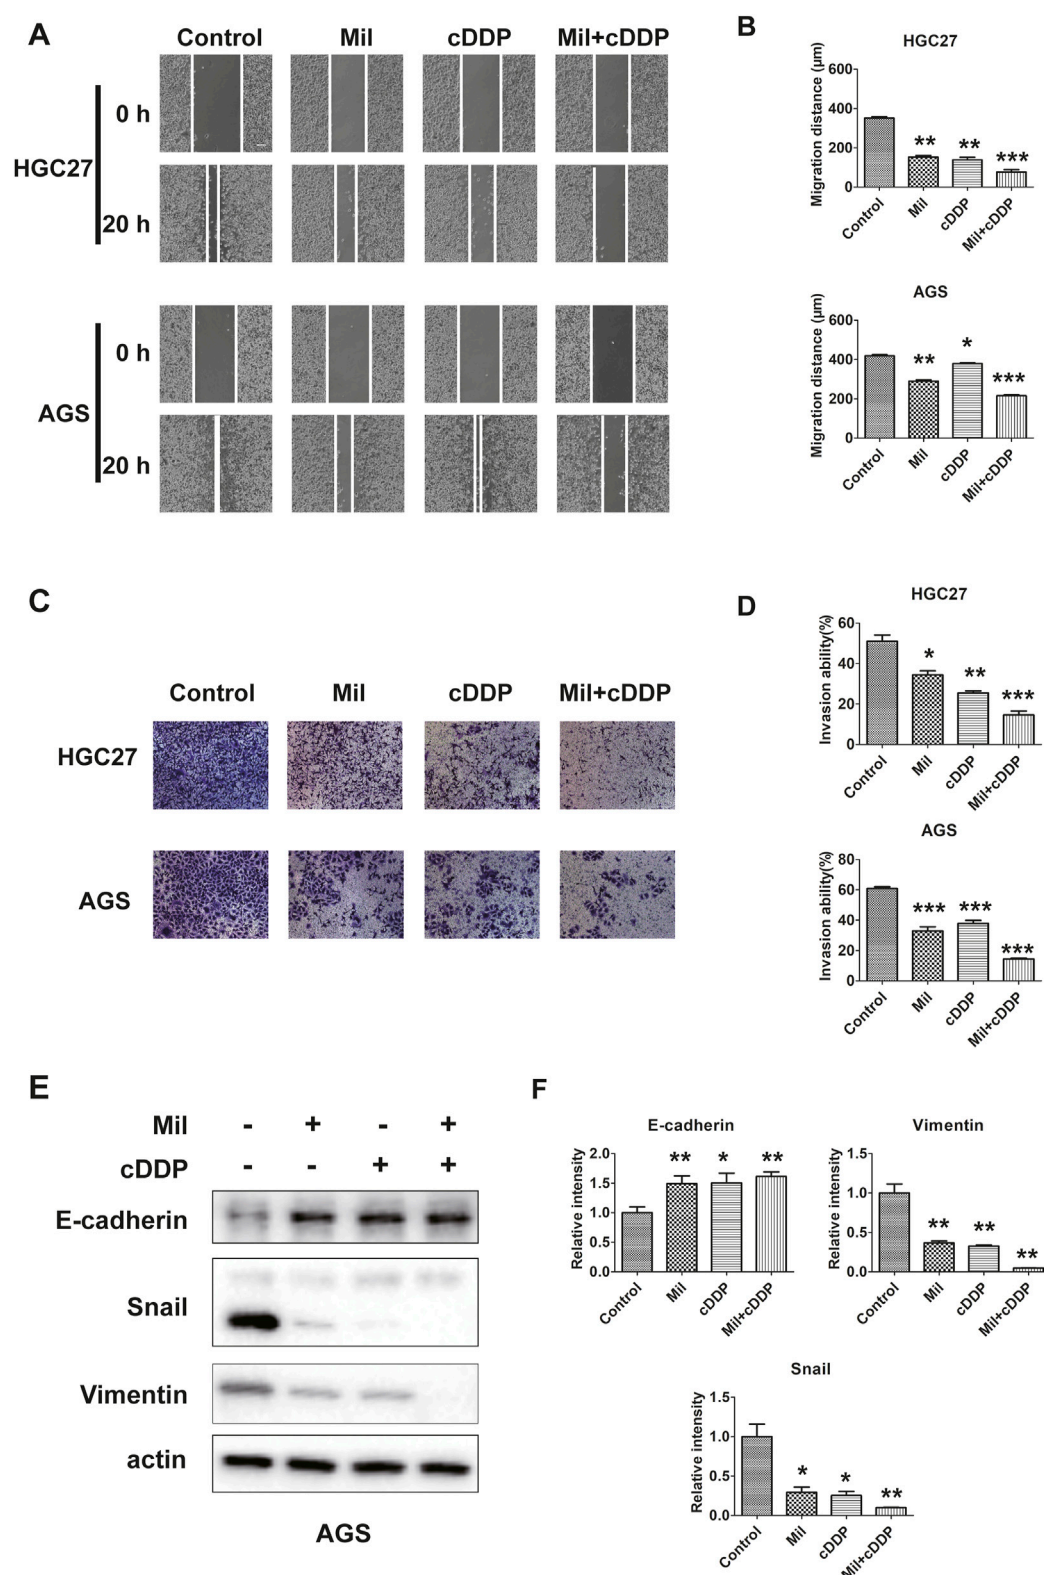 A
Control Mil cDDP Mil+cDDP
HGC27
0 h
20 h
AGS
0 h
20 h
B
HGC27
Migration distance (μm)
600
400
200
0
** ** ***
Control Mil cDDP Mil+cDDP
AGS
Migration distance (μm)
600
400
200
0
** * ***
Control Mil cDDP Mil+cDDP
C
Control Mil cDDP Mil+cDDP
HGC27
AGS
D
HGC27
Invasion ability(%)
60
40
20
0
* ** ***
Control Mil cDDP Mil+cDDP
AGS
Invasion ability(%)
80
60
40
20
0
*** *** ***
Control Mil cDDP Mil+cDDP
E
Mil - + - +
cDDP - - + +
E-cadherin
Snail
Vimentin
actin
AGS
F
E-cadherin
Relative intensity
2.0
1.5
1.0
0.5
0.0
** * **
Control Mil cDDP Mil+cDDP
Vimentin
Relative intensity
1.5
1.0
0.5
0.0
** ** **
Control Mil cDDP Mil+cDDP
Snail
Relative intensity
1.5
1.0
0.5
0.0
* * **
Control Mil cDDP Mil+cDDP